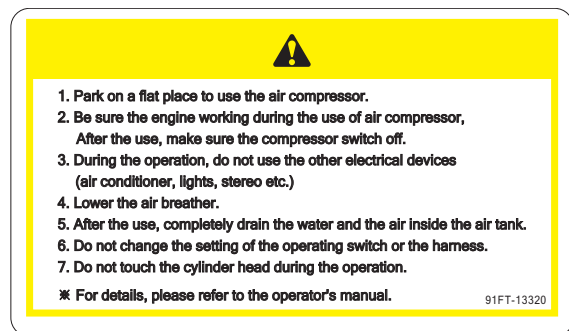 1. Park on a flat place to use the air compressor.
2. Be sure the engine working during the use of air compressor,
After the use, make sure the compressor switch off.
3. During the operation, do not use the other electrical devices
(air conditioner, lights, stereo etc.)
4. Lower the air breather.
5. After the use, completely drain the water and the air inside the air tank.
6. Do not change the setting of the operating switch or the harness.
7. Do not touch the cylinder head during the operation.
※ For details, please refer to the operator's manual.
91FT-13320